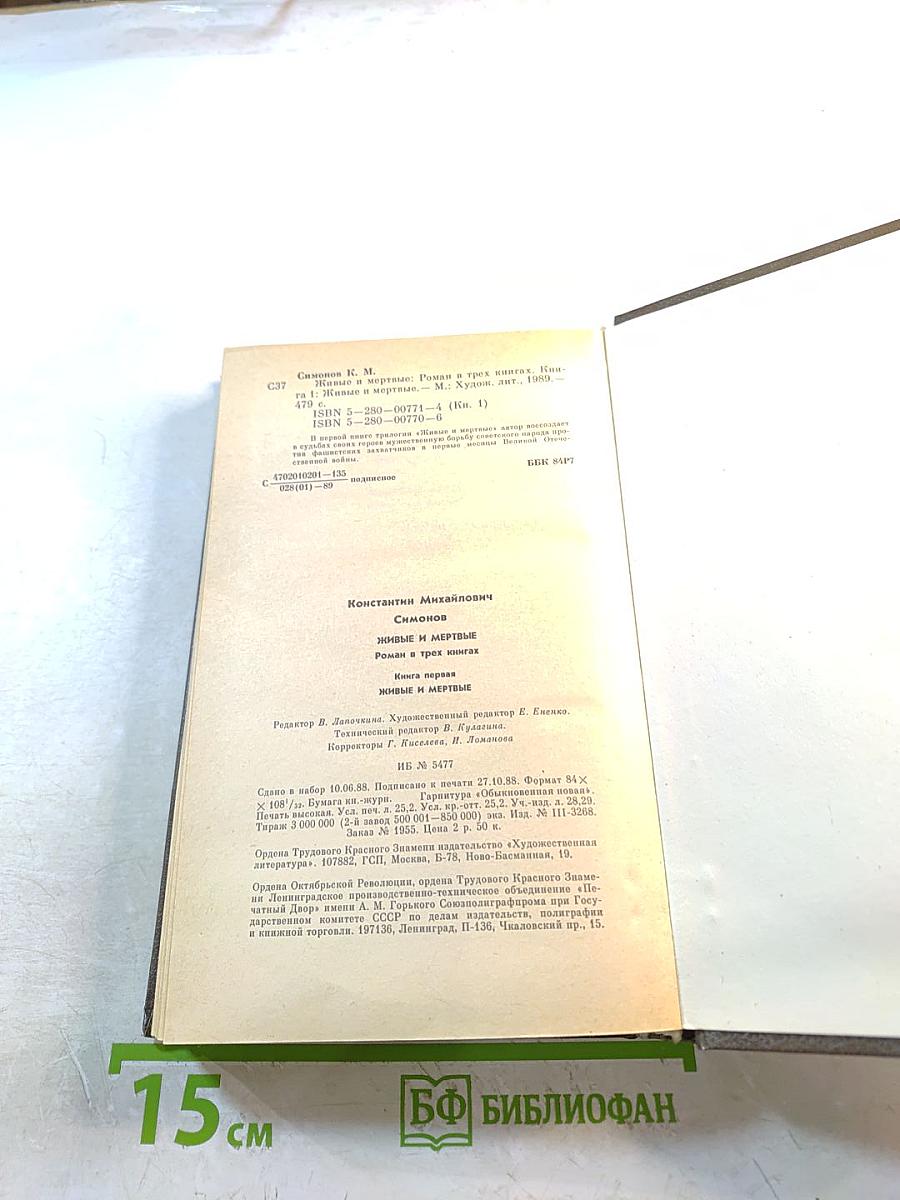 Симонов К. М.
С37 Живые и мертвые: Роман в трех книгах. Кни-
га 1: Живые и мертвые.— М.: Худож. лит., 1989.—
479 с.
ISBN 5—280—00771—4 (Кн. 1)
ISBN 5—280—00770—6
В первой книге трилогии «Живые и мертвые» автор воссоздает
в судьбах своих героев мужественную борьбу советского народа про-
тив фашистских захватчиков в первые месяцы Великой Отече-
ственной войны.
С 4702010201—135 подписное
028(01)—89
ББК 84Р7
Константин Михайлович
Симонов
ЖИВЫЕ И МЕРТВЫЕ
Роман в трех книгах
Книга первая
ЖИВЫЕ И МЕРТВЫЕ
Редактор В. Лапочкина. Художественный редактор Е. Ененко.
Технический редактор В. Кулагина.
Корректоры Г. Киселева, И. Ломанова
ИБ № 5477
Сдано в набор 10.06.88. Подписано к печати 27.10.88. Формат 84×
×108¹/₃₂. Бумага кн.-журн. Гарнитура «Обыкновенная новая».
Печать высокая. Усл. печ. л. 25,2. Усл. кр.-отт. 25,2. Уч.-изд. л. 28,29.
Тираж 3 000 000 (2-й завод 500 001—850 000) экз. Изд. № III-3268.
Заказ № 1955. Цена 2 р. 50 к.
Ордена Трудового Красного Знамени издательство «Художественная
литература». 107882, ГСП, Москва, Б-78, Ново-Басманная, 19.
Ордена Октябрьской Революции, ордена Трудового Красного Знаме-
ни Ленинградское производственно-техническое объединение «Пе-
чатный Двор» имени А. М. Горького Союзполиграфпрома при Госу-
дарственном комитете СССР по делам издательств, полиграфии
и книжной торговли. 197136, Ленинград, П-136, Чкаловский пр., 15.
15 см БФ БИБЛИОФАН